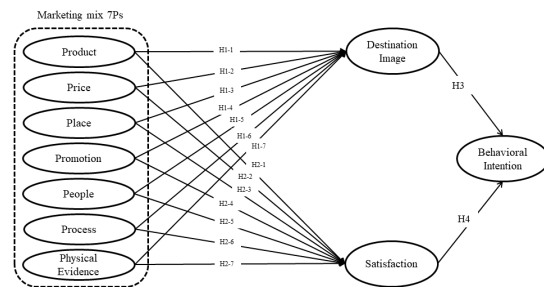 Marketing mix 7Ps
Product
Price
Place
Promotion
People
Process
Physical
Evidence
H1-1
H1-2
H1-3
H1-4
H1-5
H1-6
H1-7
H2-1
H2-2
H2-3
H2-4
H2-5
H2-6
H2-7
Destination
Image
Satisfaction
H3
H4
Behavioral
Intention